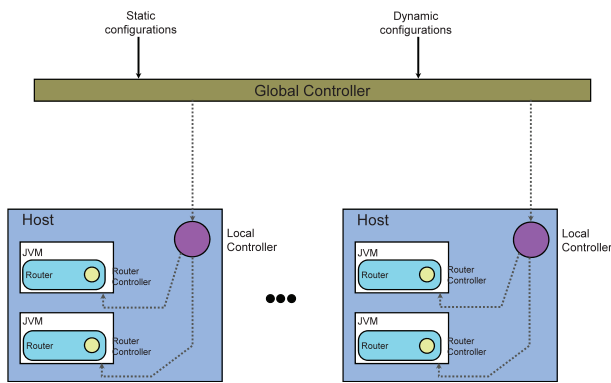 Static
configurations
Dynamic
configurations
Global Controller
Host
Local
Controller
JVM
Router
Router
Controller
JVM
Router
Router
Controller
Host
Local
Controller
JVM
Router
Router
Controller
JVM
Router
Router
Controller